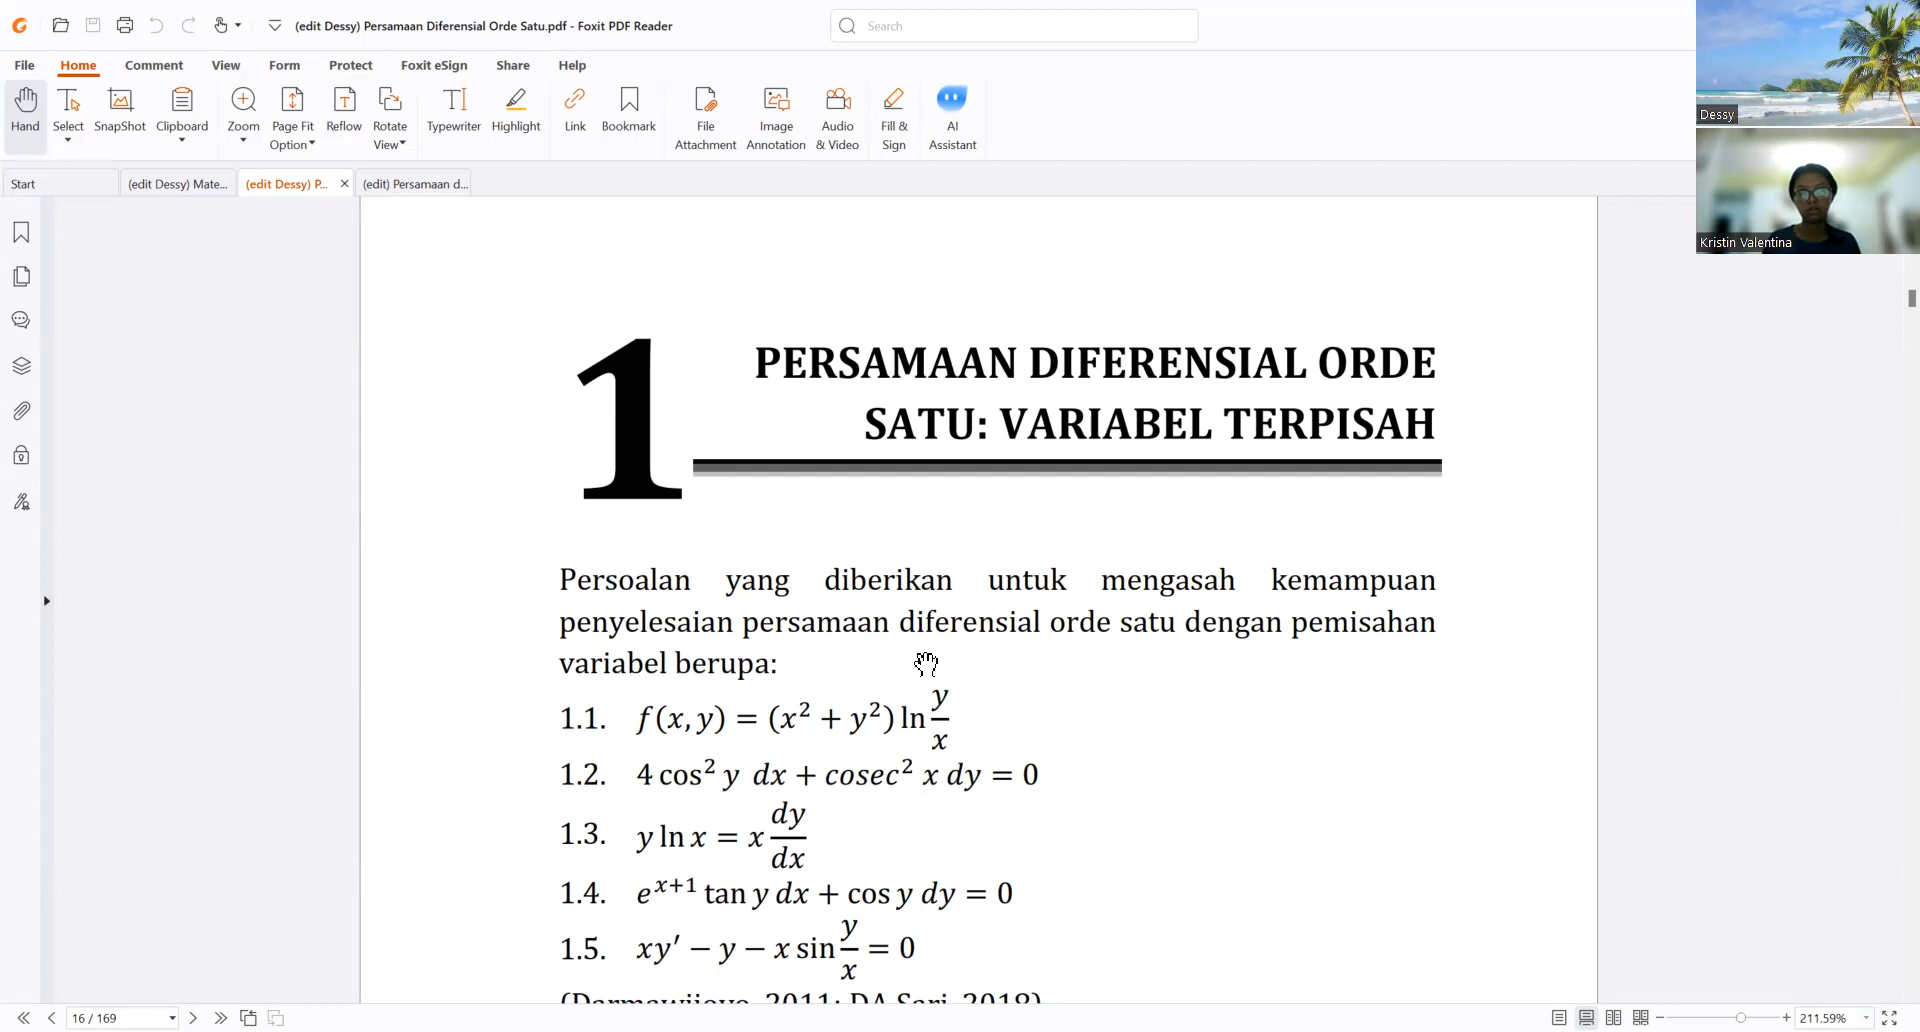 (edit Dessy) Persamaan Diferensial Orde Satu.pdf - Foxit PDF Reader
Search
File Home Comment View Form Protect Foxit eSign Share Help
Hand Select SnapShot Clipboard Zoom Page Fit Option Reflow Rotate View Typewriter Highlight Link Bookmark File Attachment Image Annotation Audio & Video Fill & Sign AI Assistant
Start (edit Dessy) Mate... (edit Dessy) P... (edit) Persamaan d...
Dessy
Kristin Valentina
1
PERSAMAAN DIFERENSIAL ORDE
SATU: VARIABEL TERPISAH
Persoalan yang diberikan untuk mengasah kemampuan
penyelesaian persamaan diferensial orde satu dengan pemisahan
variabel berupa:
1.1. f(x, y) = (x² + y²) ln y/x
1.2. 4 cos² y dx + cosec² x dy = 0
1.3. y ln x = x dy/dx
1.4. eˣ⁺¹ tan y dx + cos y dy = 0
1.5. xy′ − y − x sin y/x = 0
(Darmawijoyo, 2011; DA Sari, 2018)
16 / 169
211.59%